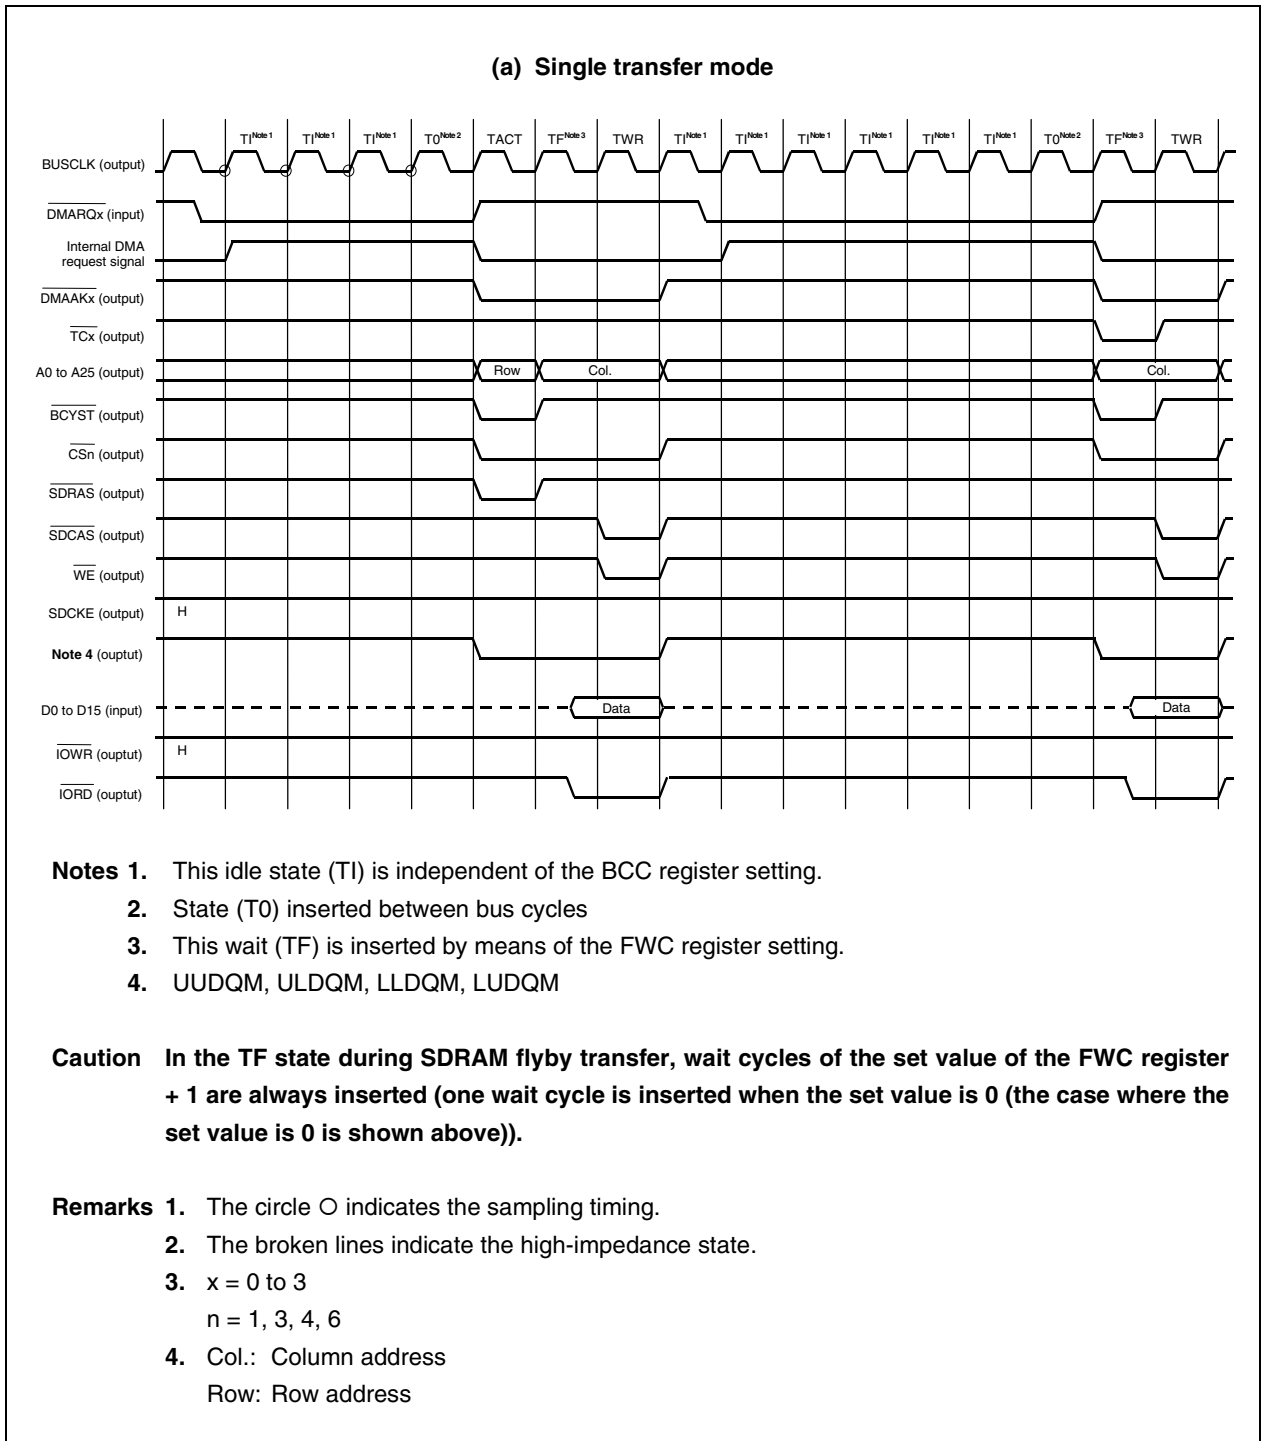 (a) Single transfer mode
TI Note 1 TI Note 1 TI Note 1 T0 Note 2 TACT TF Note 3 TWR TI Note 1 TI Note 1 TI Note 1 TI Note 1 TI Note 1 TI Note 1 T0 Note 2 TF Note 3 TWR
BUSCLK (output)
DMARQx (input)
Internal DMA
request signal
DMAAKx (output)
TCx (output)
A0 to A25 (output) Row Col. Col.
BCYST (output)
CSn (output)
SDRAS (output)
SDCAS (output)
WE (output)
SDCKE (output) H
Note 4 (ouptut)
D0 to D15 (input) Data Data
IOWR (ouptut) H
IORD (ouptut)
Notes 1. This idle state (TI) is independent of the BCC register setting.
2. State (T0) inserted between bus cycles
3. This wait (TF) is inserted by means of the FWC register setting.
4. UUDQM, ULDQM, LLDQM, LUDQM
Caution In the TF state during SDRAM flyby transfer, wait cycles of the set value of the FWC register
+ 1 are always inserted (one wait cycle is inserted when the set value is 0 (the case where the
set value is 0 is shown above)).
Remarks 1. The circle ○ indicates the sampling timing.
2. The broken lines indicate the high-impedance state.
3. x = 0 to 3
n = 1, 3, 4, 6
4. Col.: Column address
Row: Row address